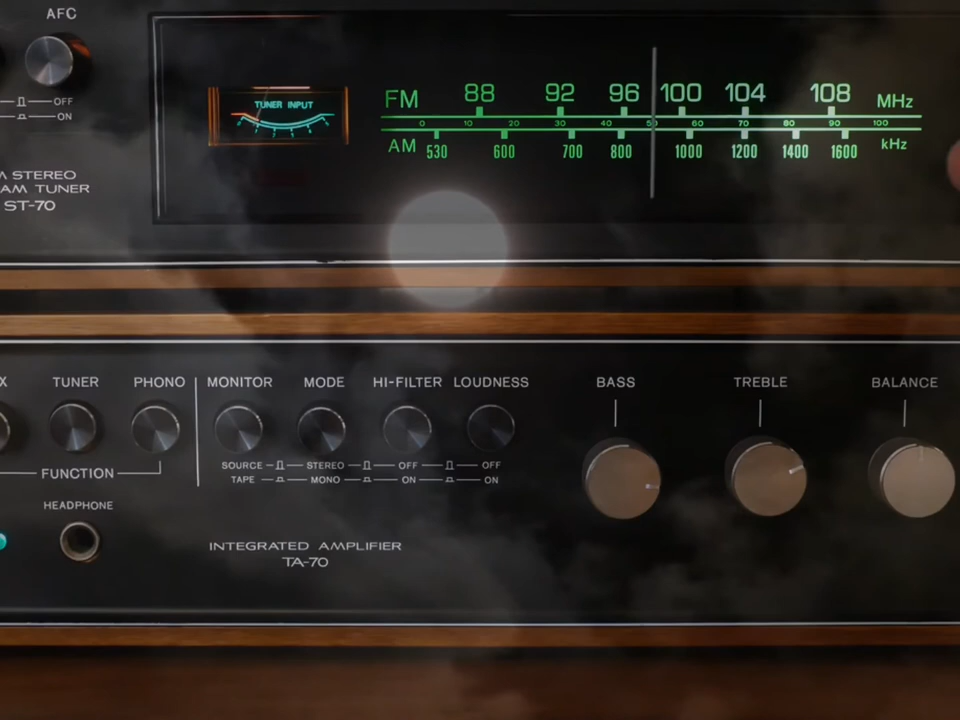 AFC
OFF
ON
STEREO
AM TUNER
ST-70
TUNER INPUT
FM 88 92 96 100 104 108 MHz
0 10 20 30 40 50 60 70 80 90 100
AM 530 600 700 800 1000 1200 1400 1600 kHz
TUNER PHONO MONITOR MODE HI-FILTER LOUDNESS BASS TREBLE BALANCE
SOURCE STEREO OFF OFF
TAPE MONO ON ON
FUNCTION
HEADPHONE
INTEGRATED AMPLIFIER
TA-70